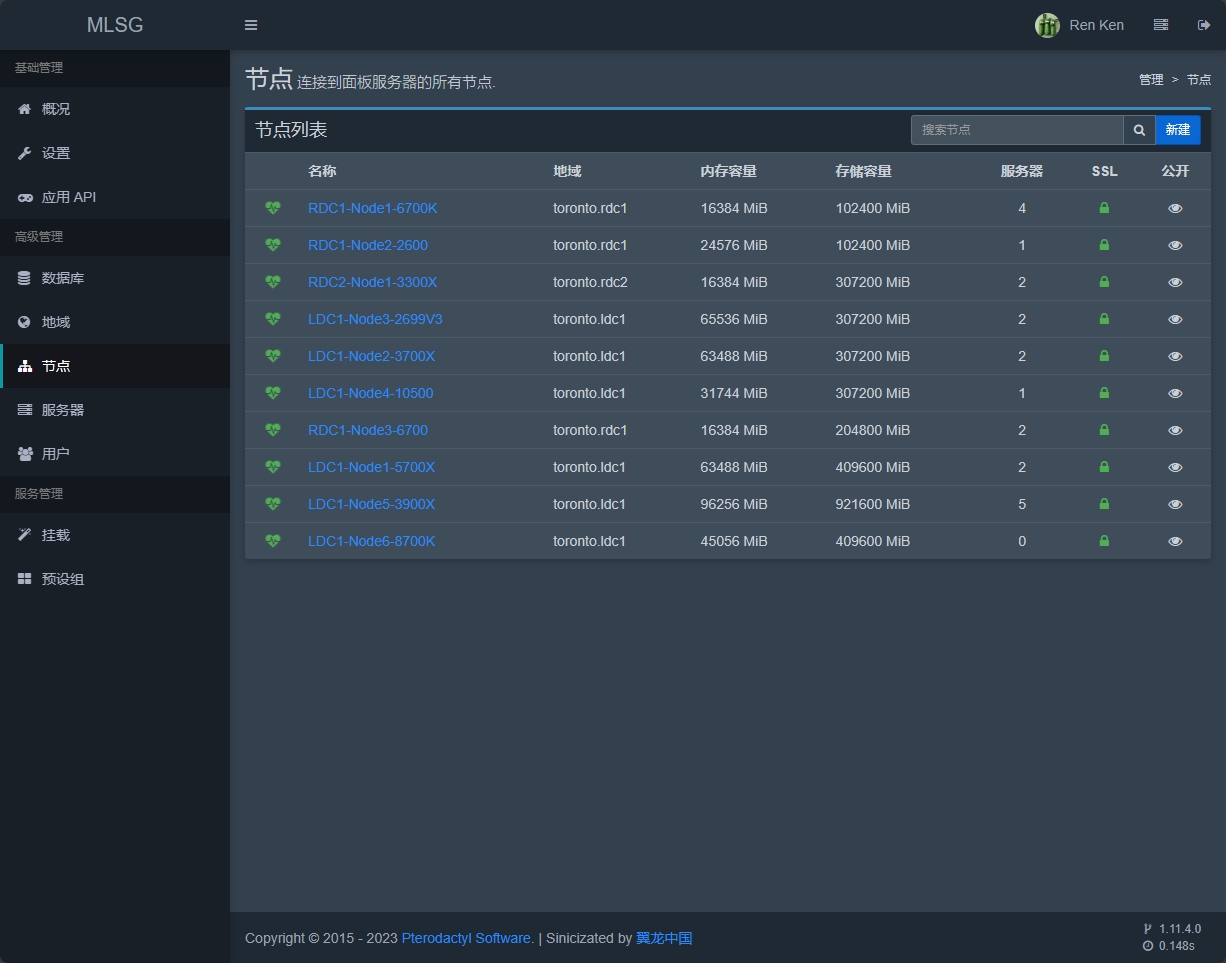 MLSG
Ren Ken
基础管理
概况
设置
应用 API
高级管理
数据库
地域
节点
服务器
用户
服务管理
挂载
预设组
节点 连接到面板服务器的所有节点.
管理 > 节点
节点列表
搜索节点
新建
名称 地域 内存容量 存储容量 服务器 SSL 公开
RDC1-Node1-6700K toronto.rdc1 16384 MiB 102400 MiB 4
RDC1-Node2-2600 toronto.rdc1 24576 MiB 102400 MiB 1
RDC2-Node1-3300X toronto.rdc2 16384 MiB 307200 MiB 2
LDC1-Node3-2699V3 toronto.ldc1 65536 MiB 307200 MiB 2
LDC1-Node2-3700X toronto.ldc1 63488 MiB 307200 MiB 2
LDC1-Node4-10500 toronto.ldc1 31744 MiB 307200 MiB 1
RDC1-Node3-6700 toronto.rdc1 16384 MiB 204800 MiB 2
LDC1-Node1-5700X toronto.ldc1 63488 MiB 409600 MiB 2
LDC1-Node5-3900X toronto.ldc1 96256 MiB 921600 MiB 5
LDC1-Node6-8700K toronto.ldc1 45056 MiB 409600 MiB 0
Copyright © 2015 - 2023 Pterodactyl Software. | Sinicizated by 翼龙中国
1.11.4.0
0.148s